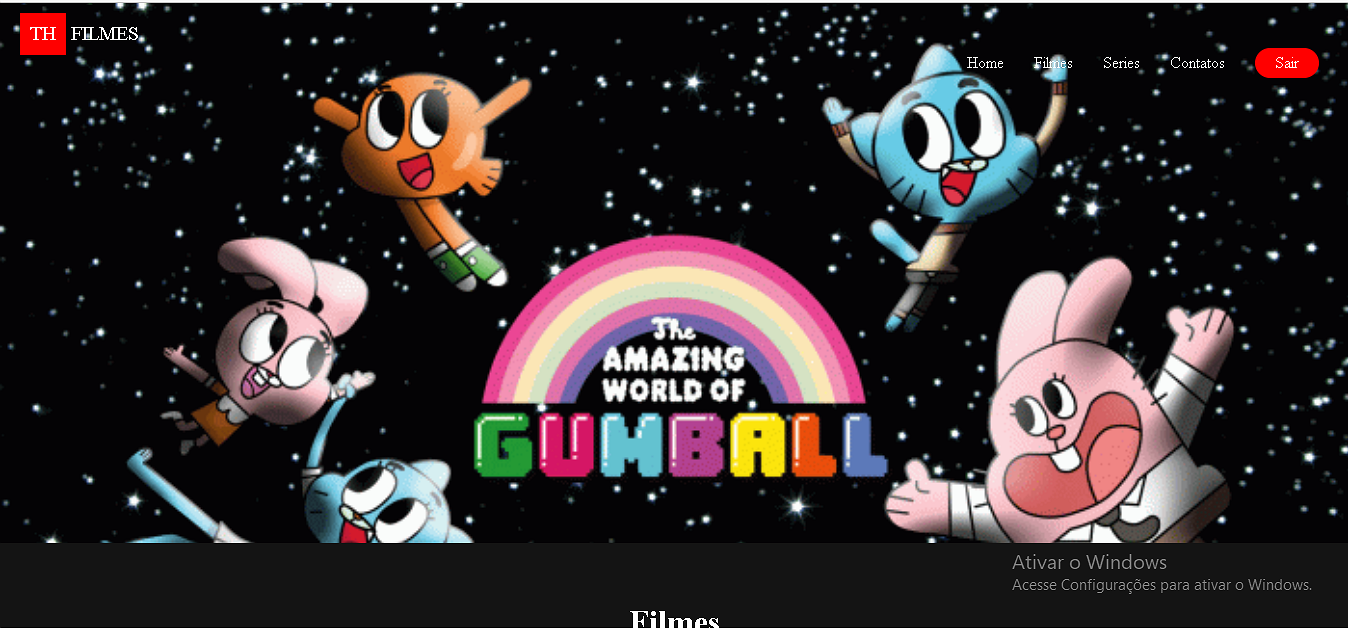 TH FILMES
Home Filmes Series Contatos Sair
The
AMAZING
WORLD OF
GUMBALL
Ativar o Windows
Acesse Configurações para ativar o Windows.
Filmes